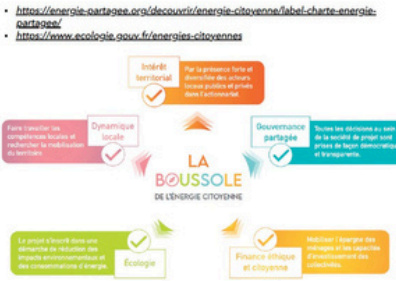 • https://energie-partagee.org/decouvrir/energie-citoyenne/label-charte-energie-
partagee/
• https://www.ecologie.gouv.fr/energies-citoyennes
Intérêt
territorial
Par la présence forte et
diversifiée des acteurs
locaux publics et privés
dans l'actionnariat.
Faire travailler les
compétences locales et
rechercher la mobilisation
du territoire
Dynamique
locale
Gouvernance
partagée
Toutes les décisions au sein
de la société de projet sont
prises de façon démocratique
et transparente.
LA
BOUSSOLE
DE L'ÉNERGIE CITOYENNE
Le projet s'inscrit dans une
démarche de réduction des
impacts environnementaux et
des consommations d'énergie.
Écologie
Finance éthique
et citoyenne
Mobiliser l'épargne des
ménages et les capacités
d'investissement des
collectivités.